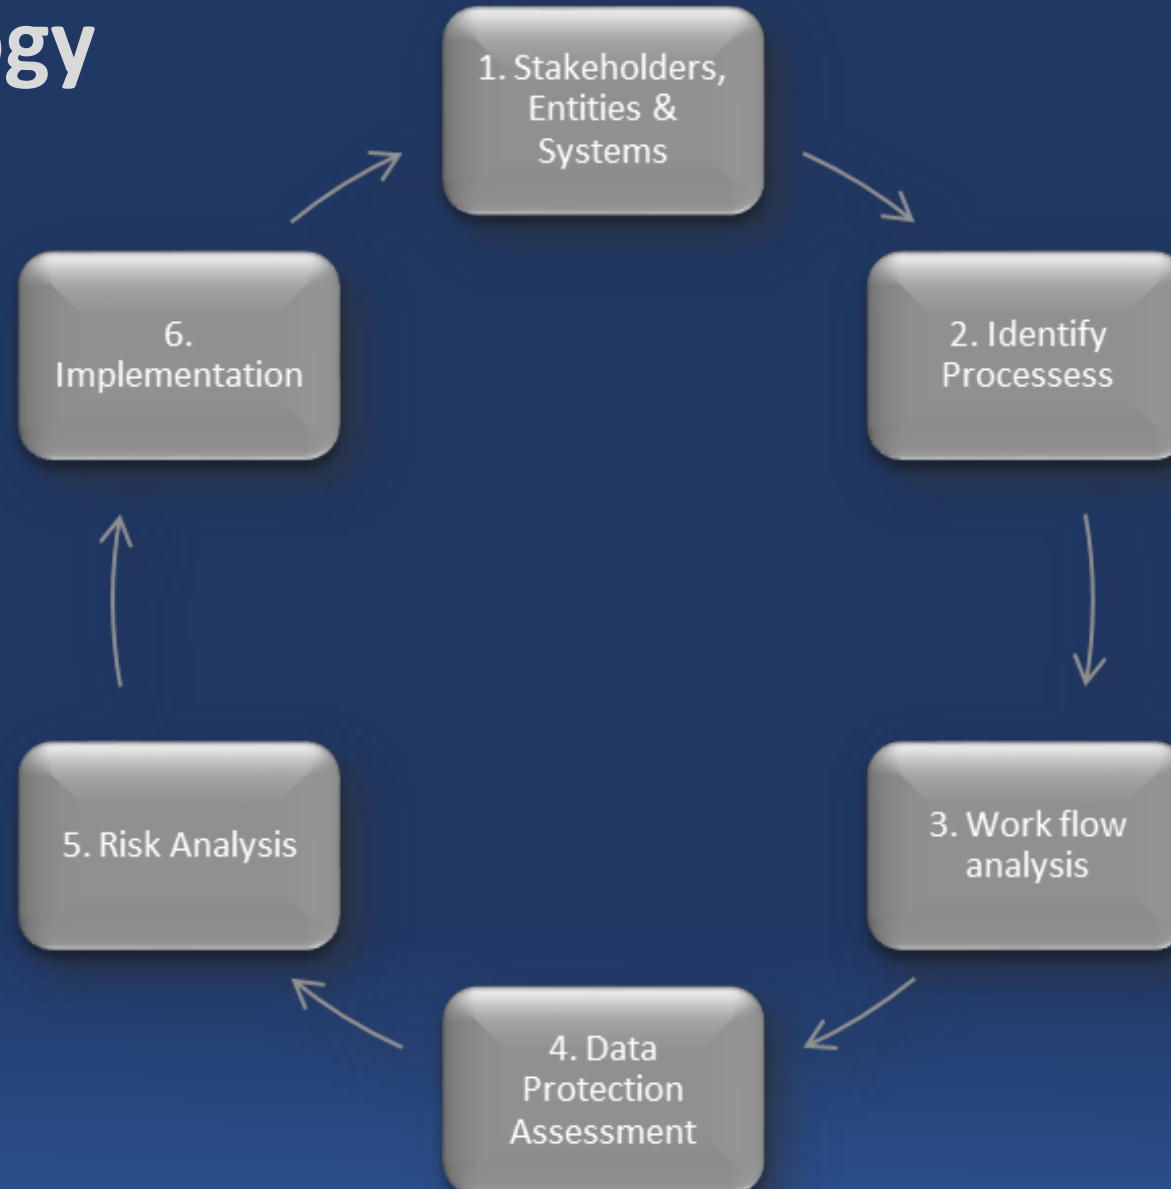 ogy
1. Stakeholders,
Entities &
Systems
2. Identify
Processess
3. Work flow
analysis
4. Data
Protection
Assessment
5. Risk Analysis
6.
Implementation